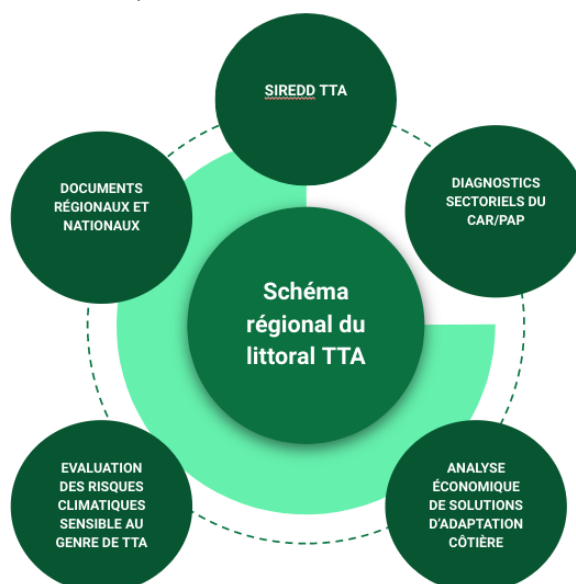 SIREDD TTA
DOCUMENTS
RÉGIONAUX ET
NATIONAUX
DIAGNOSTICS
SECTORIELS DU
CAR/PAP
Schéma
régional du
littoral TTA
EVALUATION
DES RISQUES
CLIMATIQUES
SENSIBLE AU
GENRE DE TTA
ANALYSE
ÉCONOMIQUE
DE SOLUTIONS
D'ADAPTATION
CÔTIÈRE